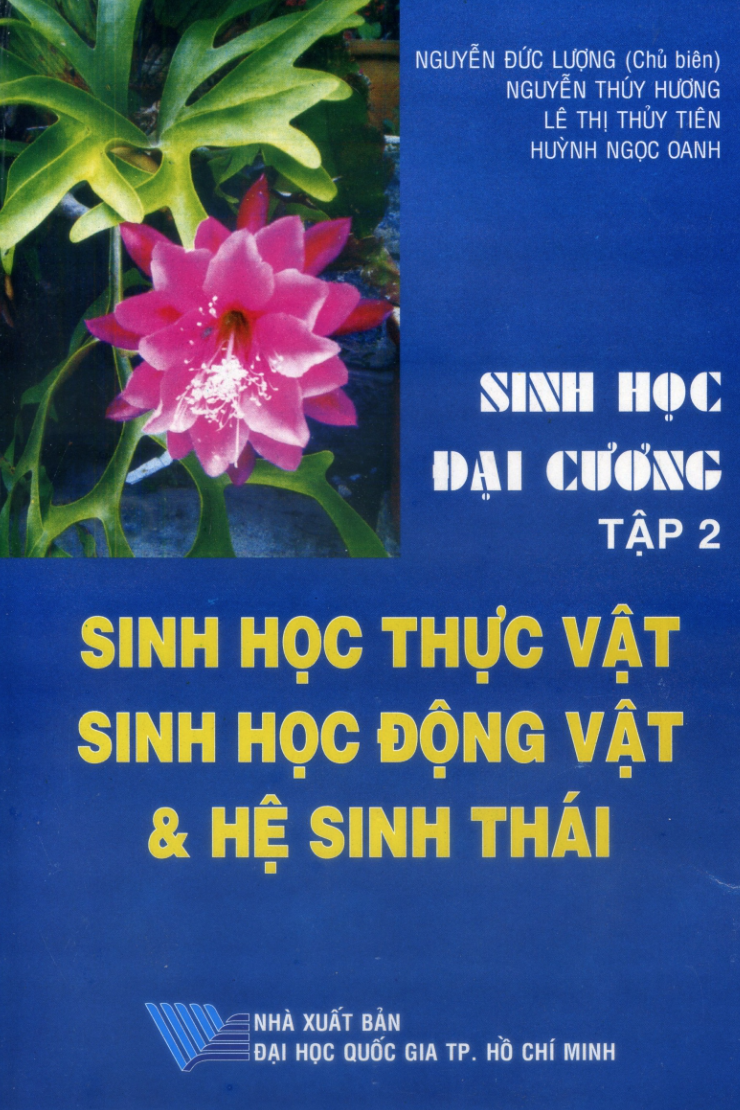 NGUYỄN ĐỨC LƯỢNG (Chủ biên)
NGUYỄN THÚY HƯƠNG
LÊ THỊ THỦY TIÊN
HUỲNH NGỌC OANH
SINH HỌC
ĐẠI CƯƠNG
TẬP 2
SINH HỌC THỰC VẬT
SINH HỌC ĐỘNG VẬT
& HỆ SINH THÁI
NHÀ XUẤT BẢN
ĐẠI HỌC QUỐC GIA TP. HỒ CHÍ MINH